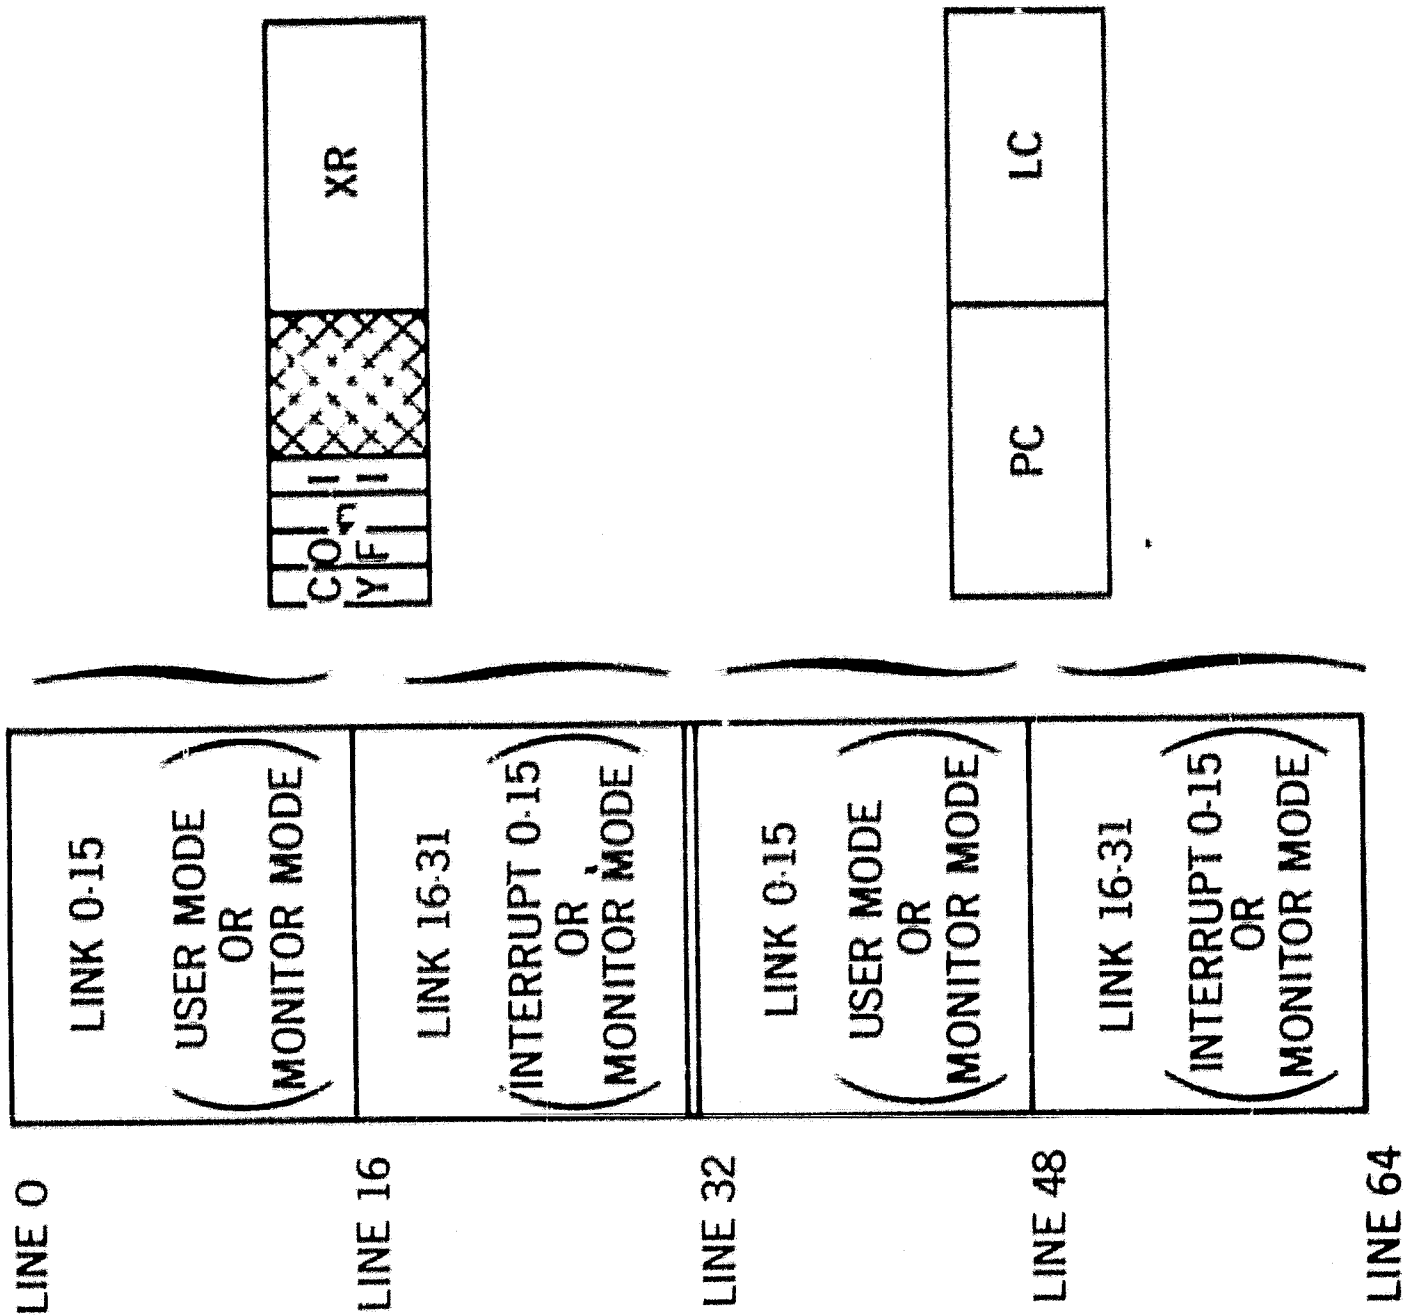 LINE 0
LINK 0-15
(USER MODE
OR
MONITOR MODE)
LINE 16
LINK 16-31
(INTERRUPT 0-15
OR
MONITOR MODE)
LINE 32
LINK 0-15
(USER MODE
OR
MONITOR MODE)
LINE 48
LINK 16-31
(INTERRUPT 0-15
OR
MONITOR MODE)
LINE 64
CY
OF
XR
PC
LC